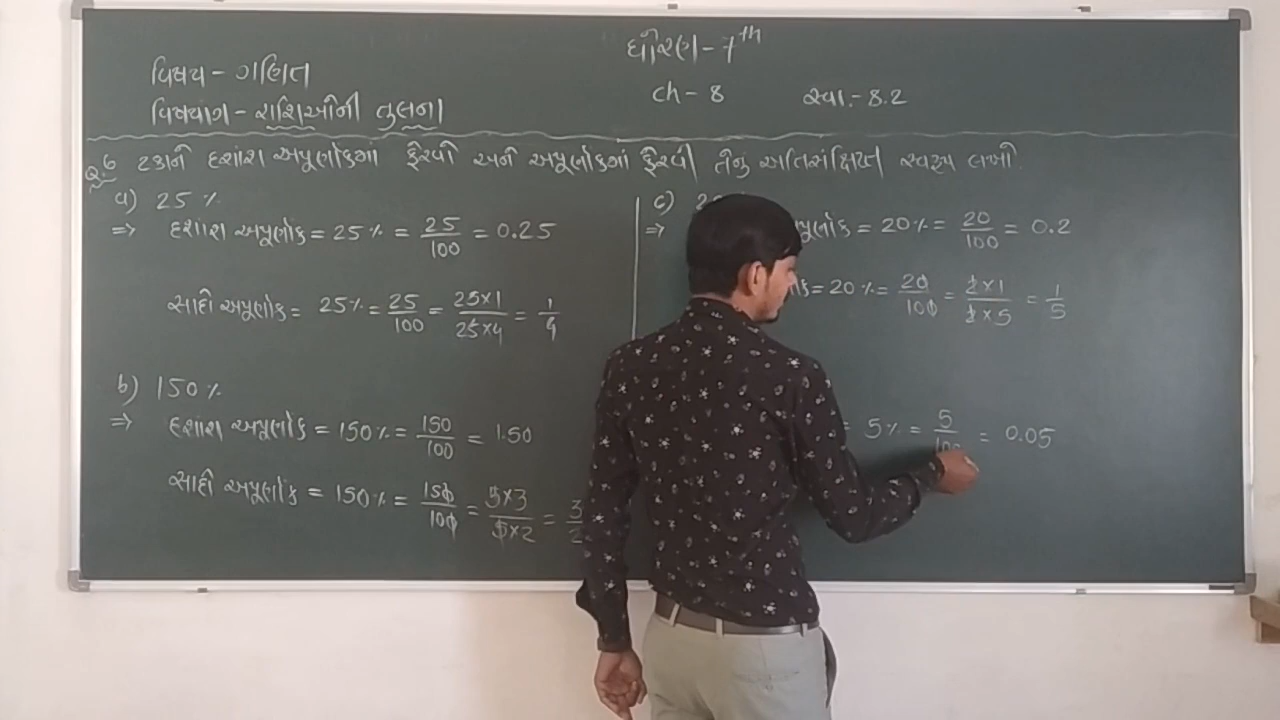 ધોરણ - 7th
વિષય - ગણિત
ch - 8 સ્વા.- 8.2
વિષયાંગ - રાશિઓની તુલના
Q.6 ટકાને દશાંશ અપૂર્ણાંકમાં ફેરવો અને અપૂર્ણાંકમાં ફેરવી તેનું અતિસંક્ષિપ્ત સ્વરૂપ લખો.
a) 25 %
⇒ દશાંશ અપૂર્ણાંક = 25% = 25/100 = 0.25
સાદો અપૂર્ણાંક = 25% = 25/100 = 25×1/25×4 = 1/4
b) 150 %
⇒ દશાંશ અપૂર્ણાંક = 150% = 150/100 = 1.50
સાદો અપૂર્ણાંક = 150% = 150/100 = 5×3/5×2 = 3/2
c)
⇒ = 20% = 20/100 = 0.2
= 20% = 20/100 = 2×1/2×5 = 1/5
= 5% = 5/100 = 0.05